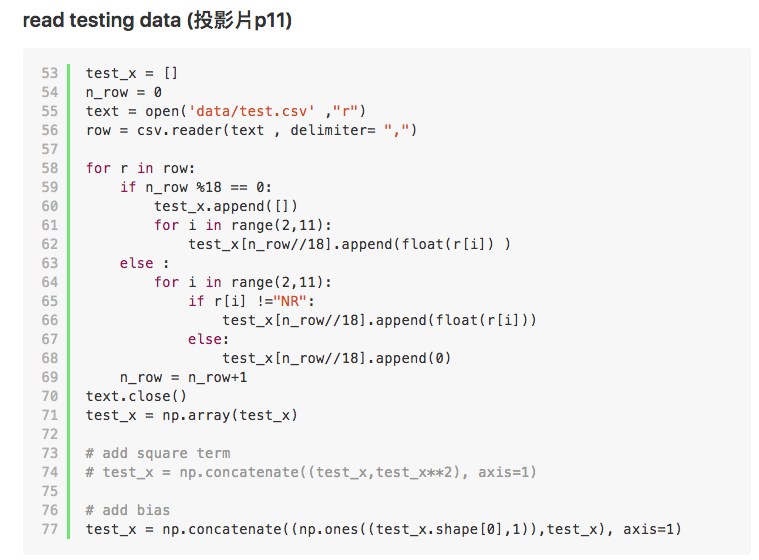 read testing data (投影片p11)
53 test_x = []
54 n_row = 0
55 text = open('data/test.csv' ,"r")
56 row = csv.reader(text , delimiter= ",")
57
58 for r in row:
59     if n_row %18 == 0:
60         test_x.append([])
61         for i in range(2,11):
62             test_x[n_row//18].append(float(r[i]) )
63     else :
64         for i in range(2,11):
65             if r[i] !="NR":
66                 test_x[n_row//18].append(float(r[i]))
67             else:
68                 test_x[n_row//18].append(0)
69     n_row = n_row+1
70 text.close()
71 test_x = np.array(test_x)
72
73 # add square term
74 # test_x = np.concatenate((test_x,test_x**2), axis=1)
75
76 # add bias
77 test_x = np.concatenate((np.ones((test_x.shape[0],1)),test_x), axis=1)